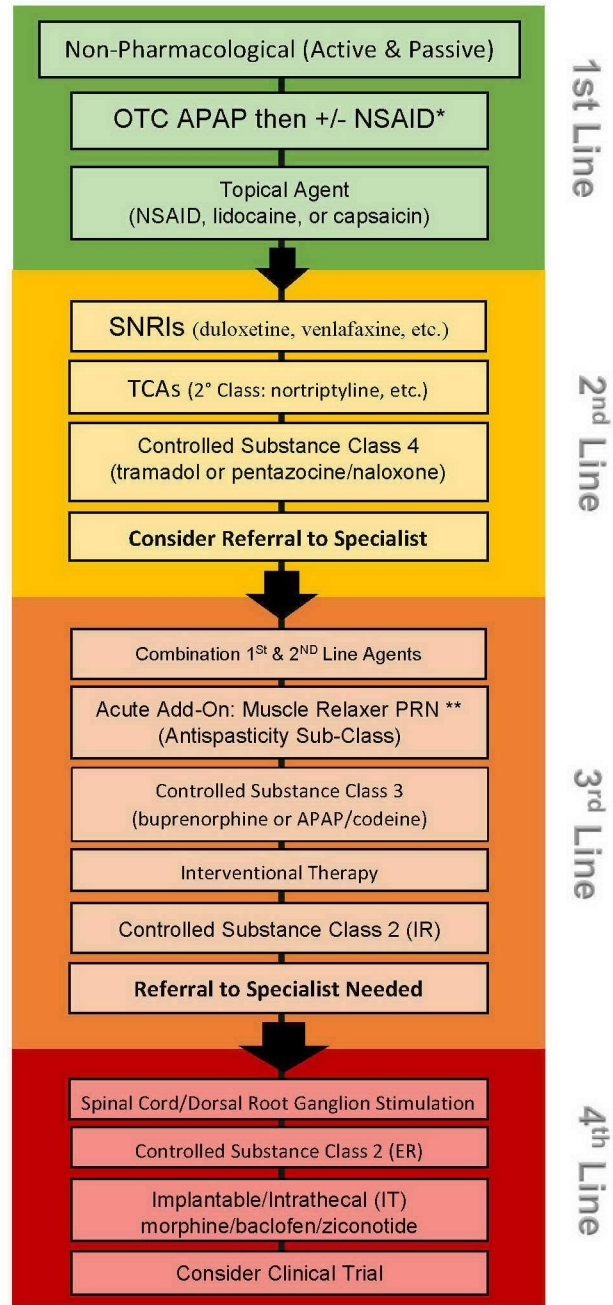 Non-Pharmacological (Active & Passive)
OTC APAP then +/- NSAID*
Topical Agent
(NSAID, lidocaine, or capsaicin)
1st Line
SNRIs (duloxetine, venlafaxine, etc.)
TCAs (2° Class: nortriptyline, etc.)
Controlled Substance Class 4
(tramadol or pentazocine/naloxone)
Consider Referral to Specialist
2nd Line
Combination 1St & 2ND Line Agents
Acute Add-On: Muscle Relaxer PRN **
(Antispasticity Sub-Class)
Controlled Substance Class 3
(buprenorphine or APAP/codeine)
Interventional Therapy
Controlled Substance Class 2 (IR)
Referral to Specialist Needed
3rd Line
Spinal Cord/Dorsal Root Ganglion Stimulation
Controlled Substance Class 2 (ER)
Implantable/Intrathecal (IT)
morphine/baclofen/ziconotide
Consider Clinical Trial
4th Line